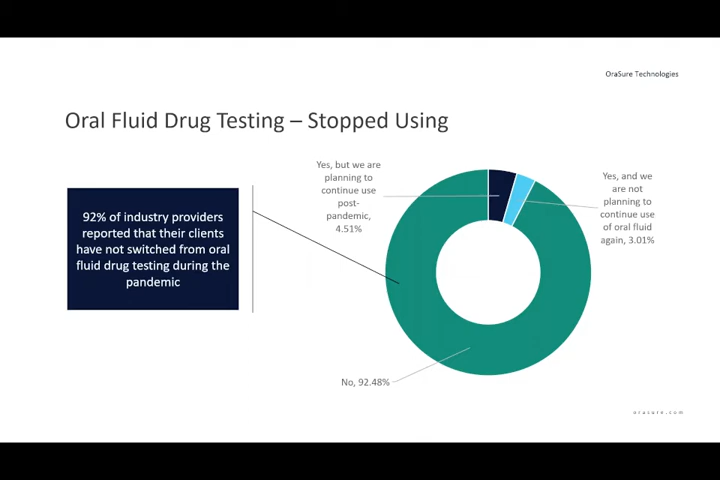 OraSure Technologies
Oral Fluid Drug Testing – Stopped Using
92% of industry providers
reported that their clients
have not switched from oral
fluid drug testing during the
pandemic
Yes, but we are
planning to
continue use
post-
pandemic,
4.51%
Yes, and we
are not
planning to
continue use
of oral fluid
again, 3.01%
No, 92.48%
orasure.com